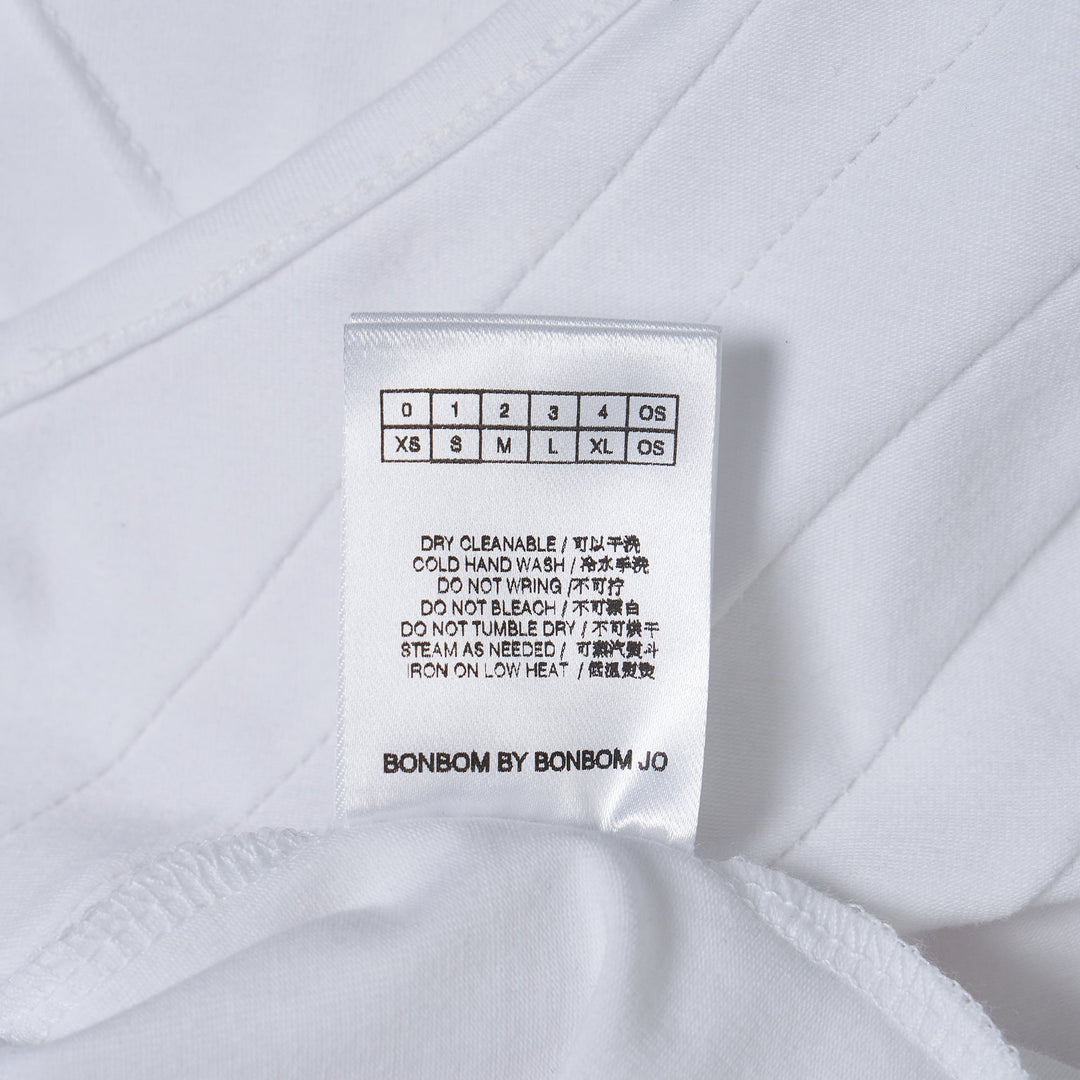 0 1 2 3 4 OS
XS S M L XL OS
DRY CLEANABLE / 可以干洗
COLD HAND WASH / 冷水手洗
DO NOT WRING /不可拧
DO NOT BLEACH / 不可漂白
DO NOT TUMBLE DRY / 不可烘干
STEAM AS NEEDED / 可蒸汽熨斗
IRON ON LOW HEAT / 低温熨烫
BONBOM BY BONBOM JO